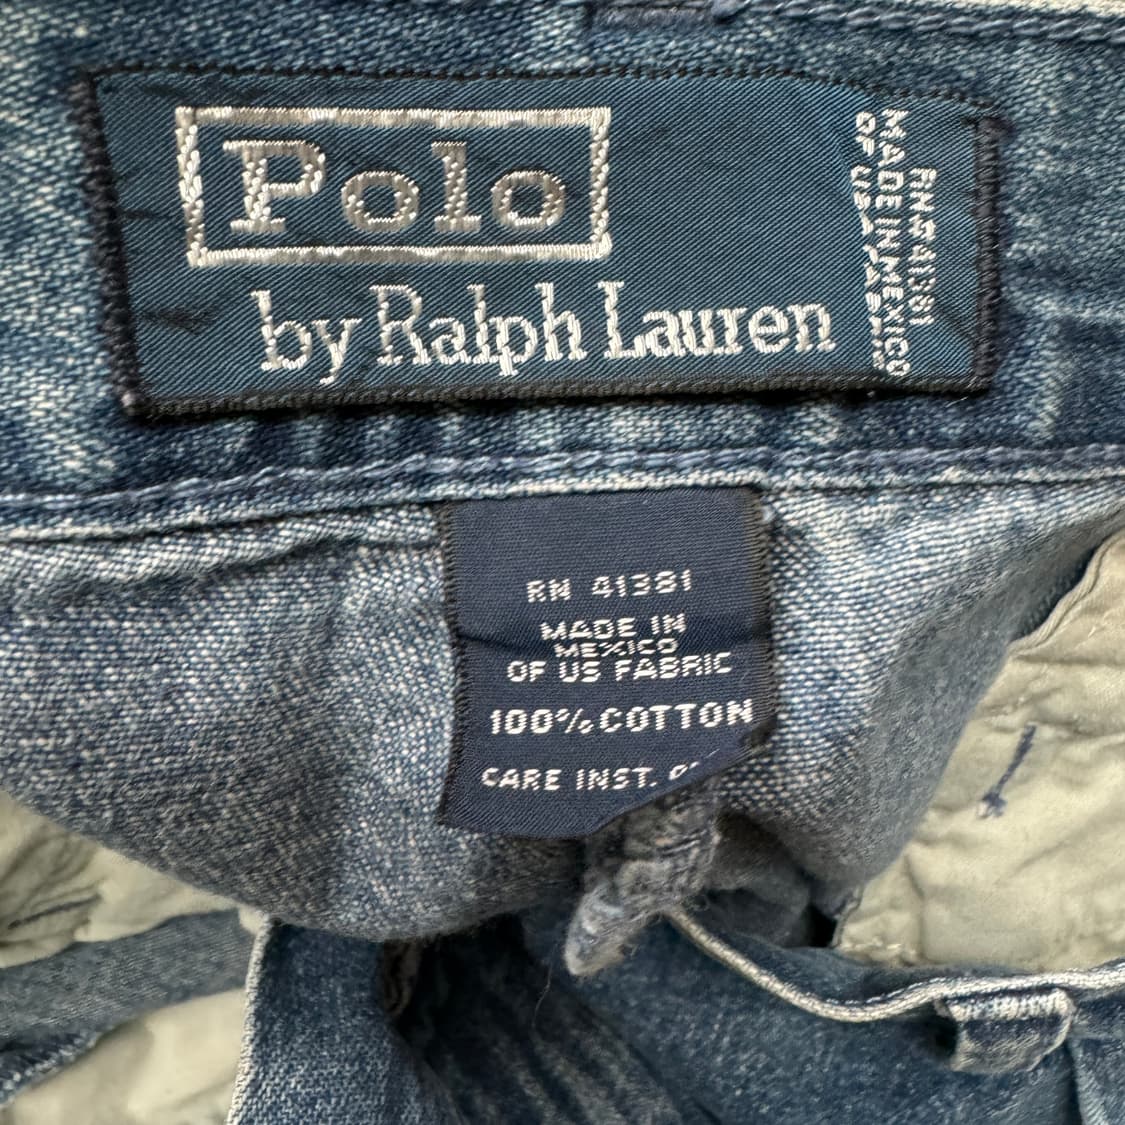 Polo
by Ralph Lauren
RN 41381
MADE IN MEXICO
OF US
RN 41381
MADE IN
MEXICO
OF US FABRIC
100% COTTON
CARE INST.